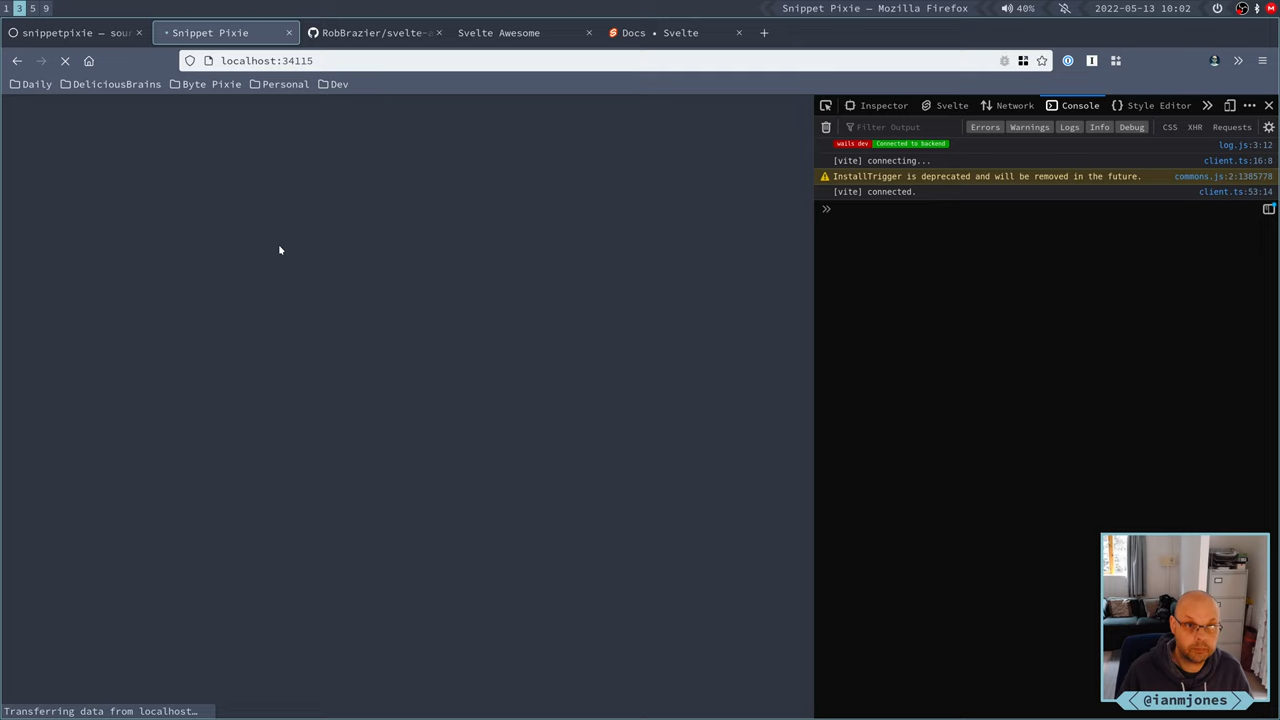 1 3 5 9
Snippet Pixie — Mozilla Firefox
40%
2022-05-13 10:02
snippetpixie — sour
Snippet Pixie
RobBrazier/svelte-a
Svelte Awesome
Docs • Svelte
localhost:34115
Daily
DeliciousBrains
Byte Pixie
Personal
Dev
Inspector
Svelte
Network
Console
Style Editor
Filter Output
Errors
Warnings
Logs
Info
Debug
CSS
XHR
Requests
wails dev Connected to backend
log.js:3:12
[vite] connecting...
client.ts:16:8
InstallTrigger is deprecated and will be removed in the future.
commons.js:2:1385778
[vite] connected.
client.ts:53:14
Transferring data from localhost…
@ianmjones